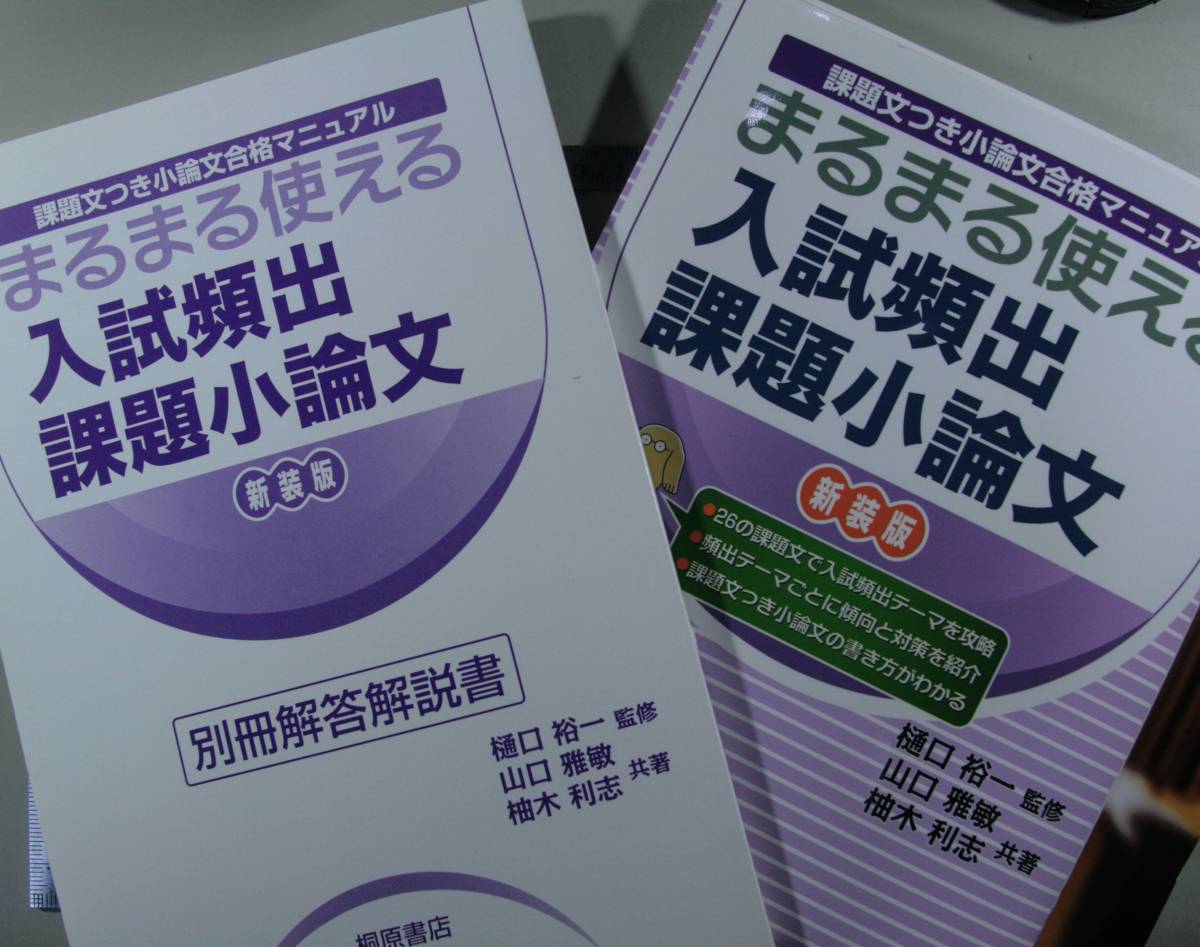 課題文つき小論文合格マニュアル
まるまる使える
入試頻出
課題小論文
新装版
別冊解答解説書
樋口 裕一 監修
山口 雅敏
柚木 利志 共著
桐原書店
課題文つき小論文合格マニュア
まるまる使える
入試頻出
課題小論文
新装版
●26の課題文で入試頻出テーマを攻略
●頻出テーマごとに傾向と対策を紹介
●課題文つき小論文の書き方がわかる
樋口 裕一 監修
山口 雅敏
柚木 利志 共著